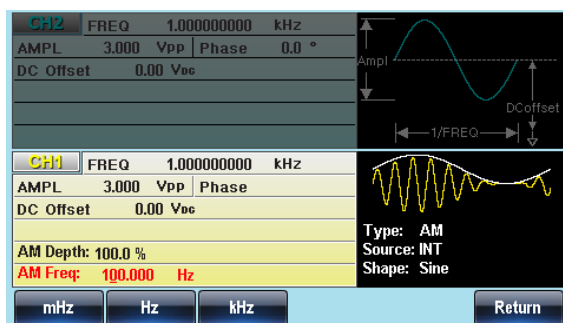 CH2 FREQ 1.000000000 kHz
AMPL 3.000 Vpp Phase 0.0 °
DC Offset 0.00 VDC
Ampl
DCoffset
1/FREQ
CH1 FREQ 1.000000000 kHz
AMPL 3.000 Vpp Phase
DC Offset 0.00 VDC
AM Depth: 100.0 %
AM Freq: 100.000 Hz
Type: AM
Source: INT
Shape: Sine
mHz Hz kHz Return